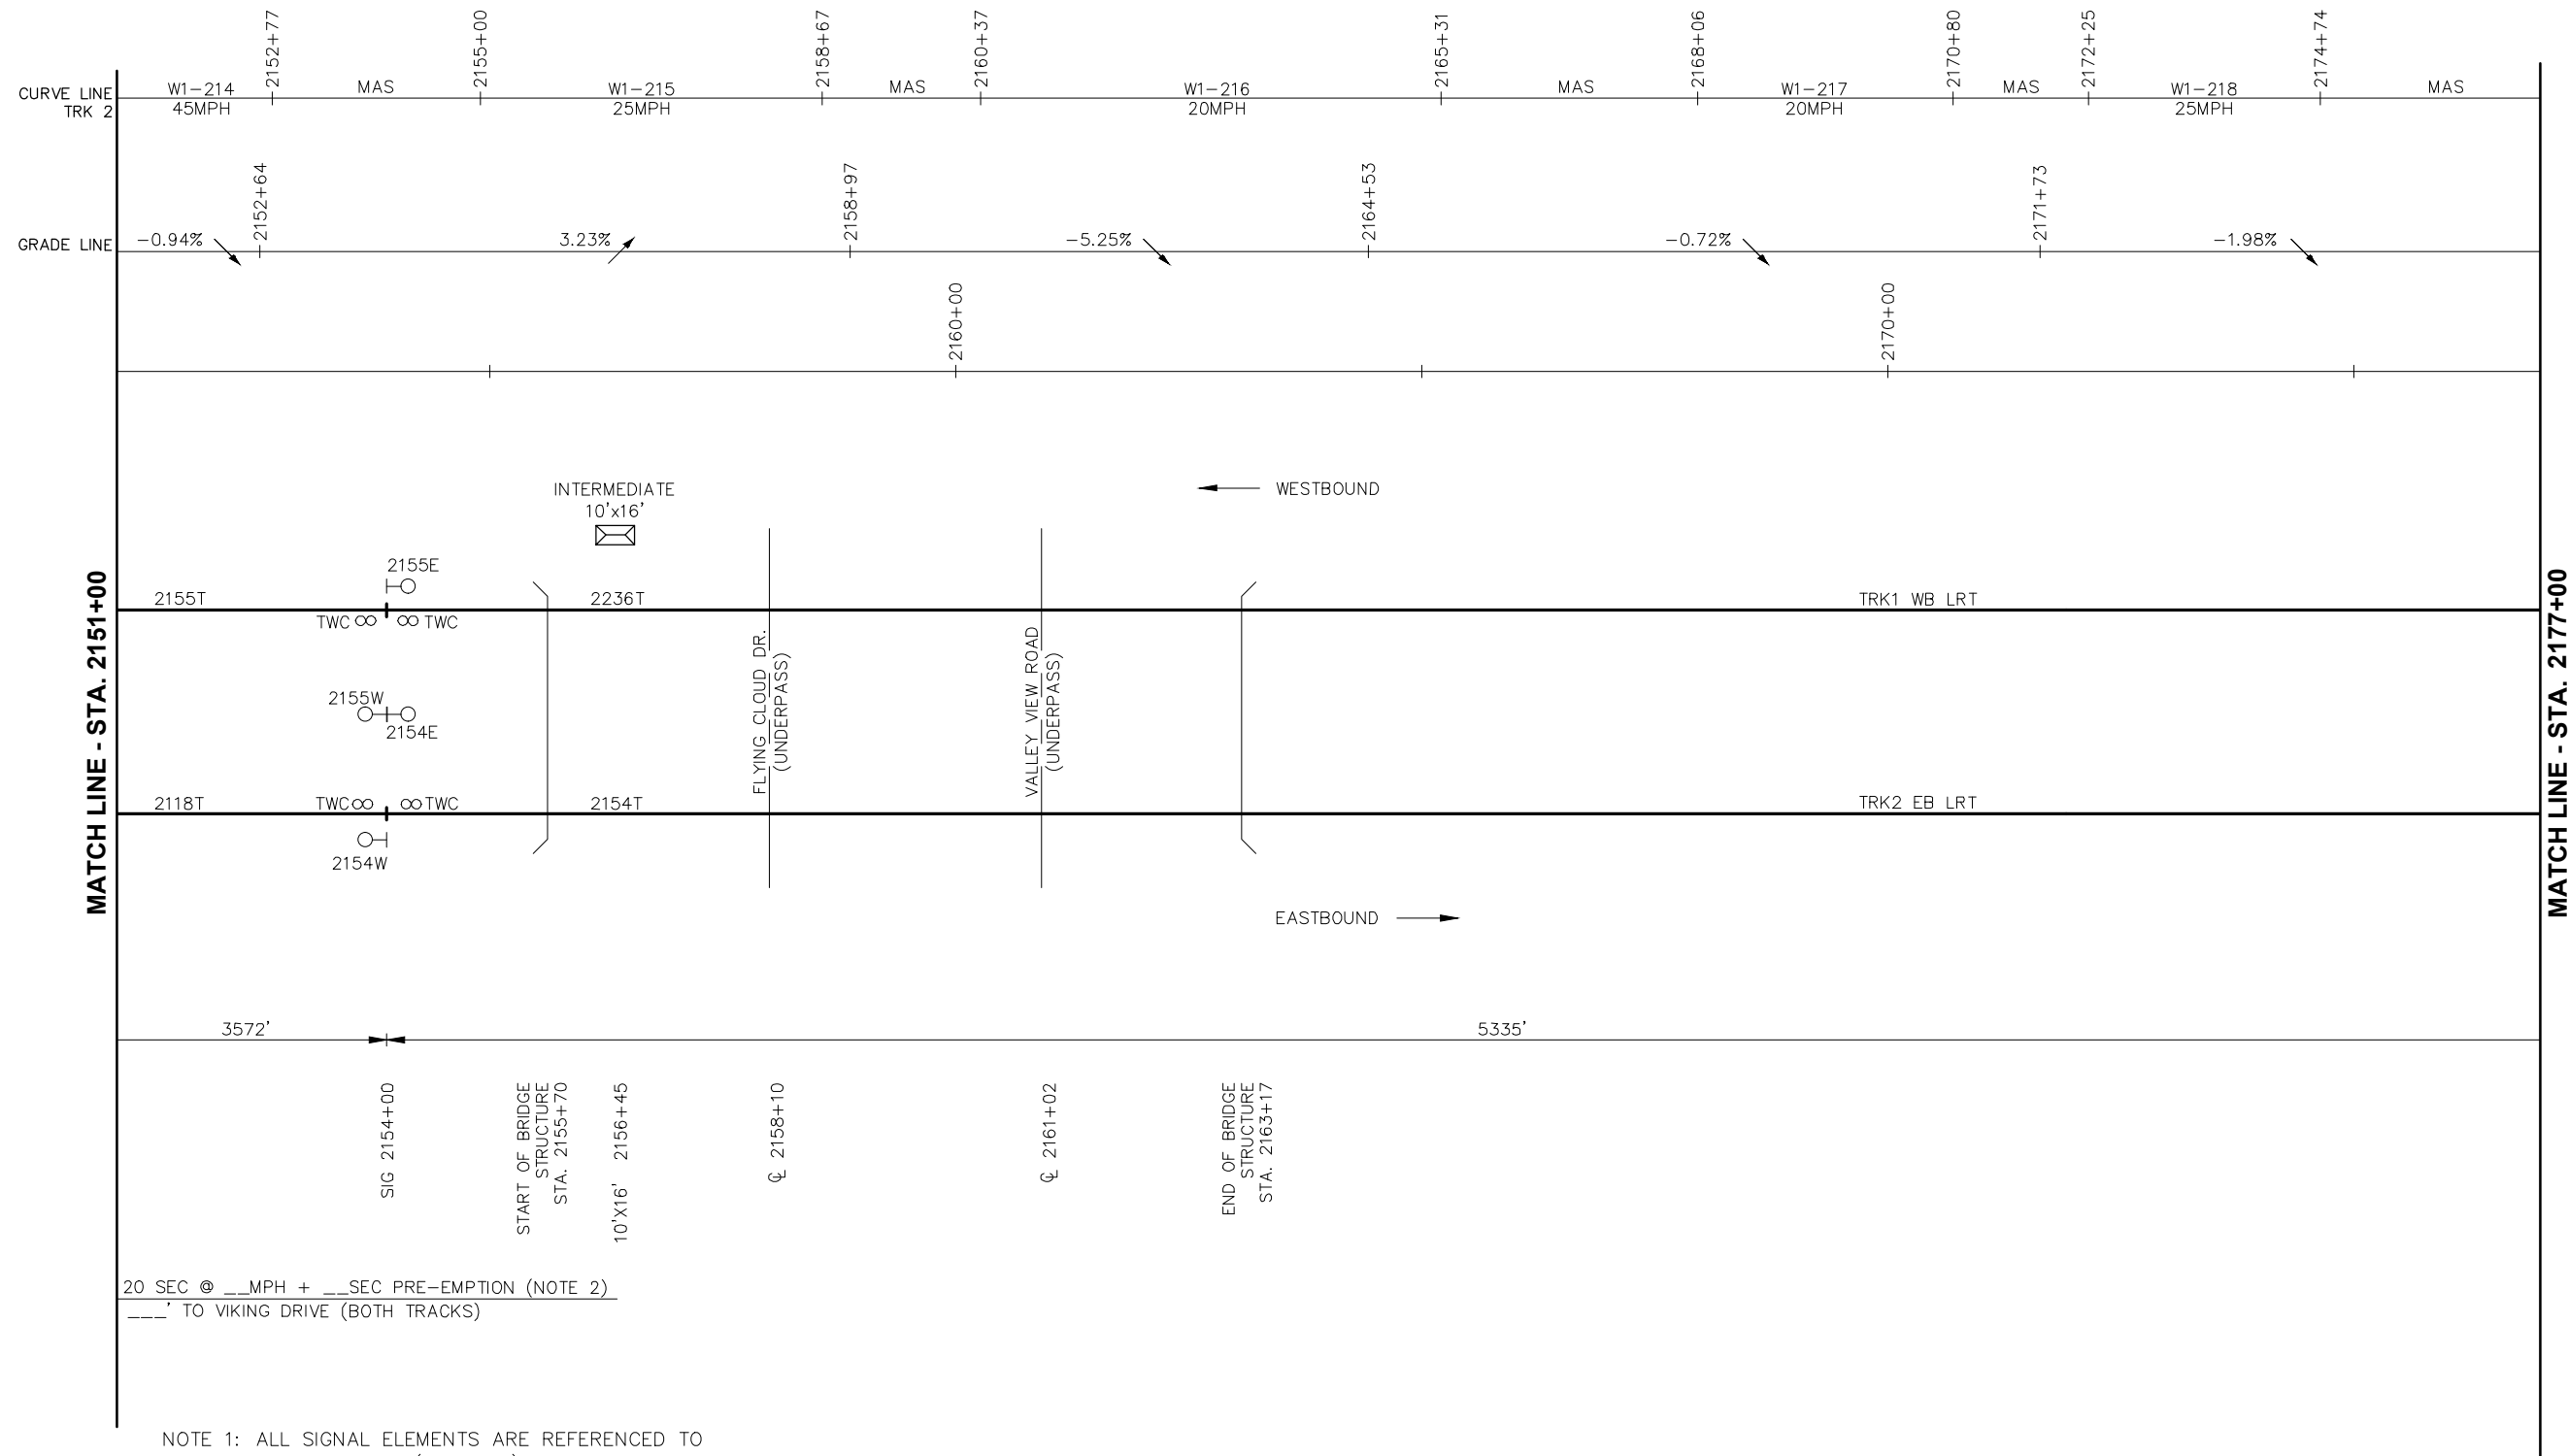 2152+77
2155+00
2158+67
2160+37
2165+31
2168+06
2170+80
2172+25
2174+74
CURVE LINE
TRK 2
W1-214
45MPH
MAS
W1-215
25MPH
MAS
W1-216
20MPH
MAS
W1-217
20MPH
MAS
W1-218
25MPH
MAS
2152+64
2158+97
2164+53
2171+73
GRADE LINE
-0.94%
3.23%
-5.25%
-0.72%
-1.98%
2160+00
2170+00
INTERMEDIATE
10'x16'
WESTBOUND
MATCH LINE - STA. 2151+00
2155E
2155T
2236T
TRK1 WB LRT
TWC
TWC
FLYING CLOUD DR.
(UNDERPASS)
VALLEY VIEW ROAD
(UNDERPASS)
2155W
2154E
2118T
TWC
TWC
2154T
TRK2 EB LRT
2154W
MATCH LINE - STA. 2177+00
EASTBOUND
3572'
5335'
SIG 2154+00
START OF BRIDGE
STRUCTURE
STA. 2155+70
10'X16' 2156+45
℄ 2158+10
℄ 2161+02
END OF BRIDGE
STRUCTURE
STA. 2163+17
20 SEC @ __MPH + __SEC PRE-EMPTION (NOTE 2)
___' TO VIKING DRIVE (BOTH TRACKS)
NOTE 1: ALL SIGNAL ELEMENTS ARE REFERENCED TO